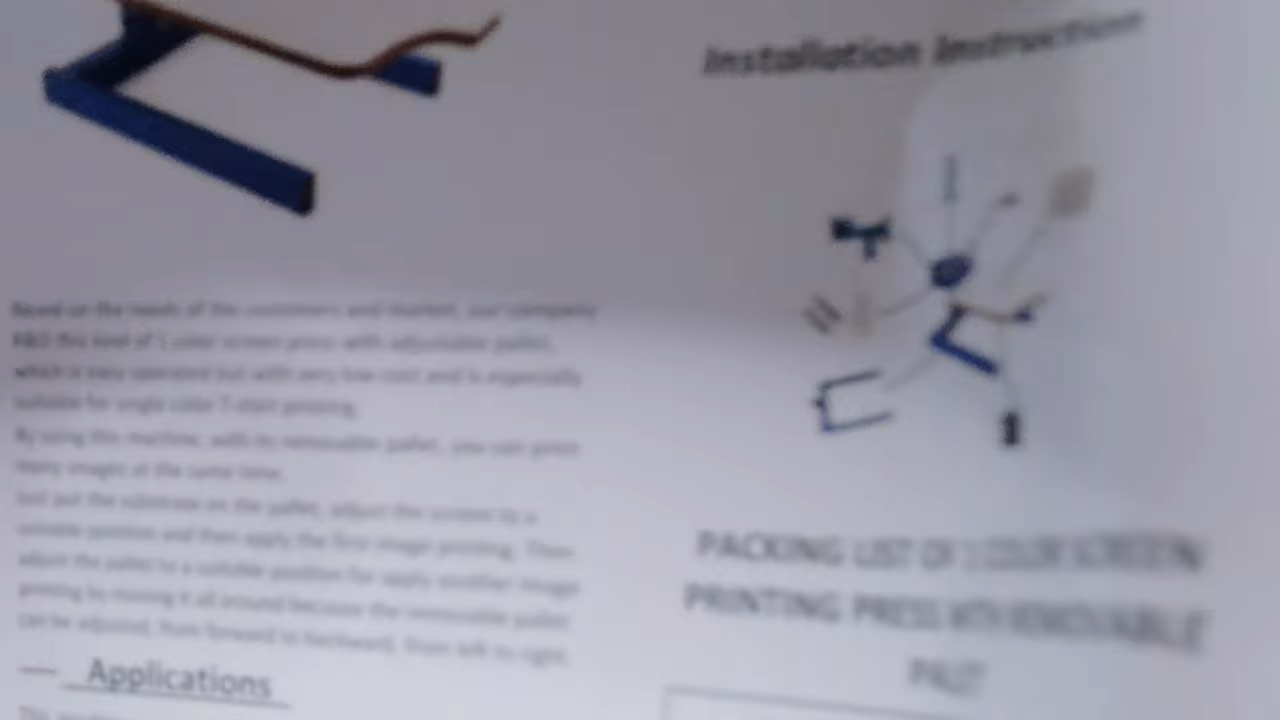 Based on the needs of the customers and market, our company
R&D this kind of 1 color screen press with adjustable pallet,
which is easy operated but with very low cost and is especially
suitable for single color T-shirt printing.
By using this machine, with its removable pallet, you can print
many images at the same time.
Just put the substrate on the pallet, adjust the screen to a
suitable position and then apply the first image printing. Then
adjust the pallet to a suitable position for apply another image
printing by moving it all around because the removable pallet
can be adjusted, from forward to backward, from left to right.
Applications
Installation Instruction
PACKING LIST OF 1 COLOR SCREEN
PRINTING PRESS WITH REMOVABLE